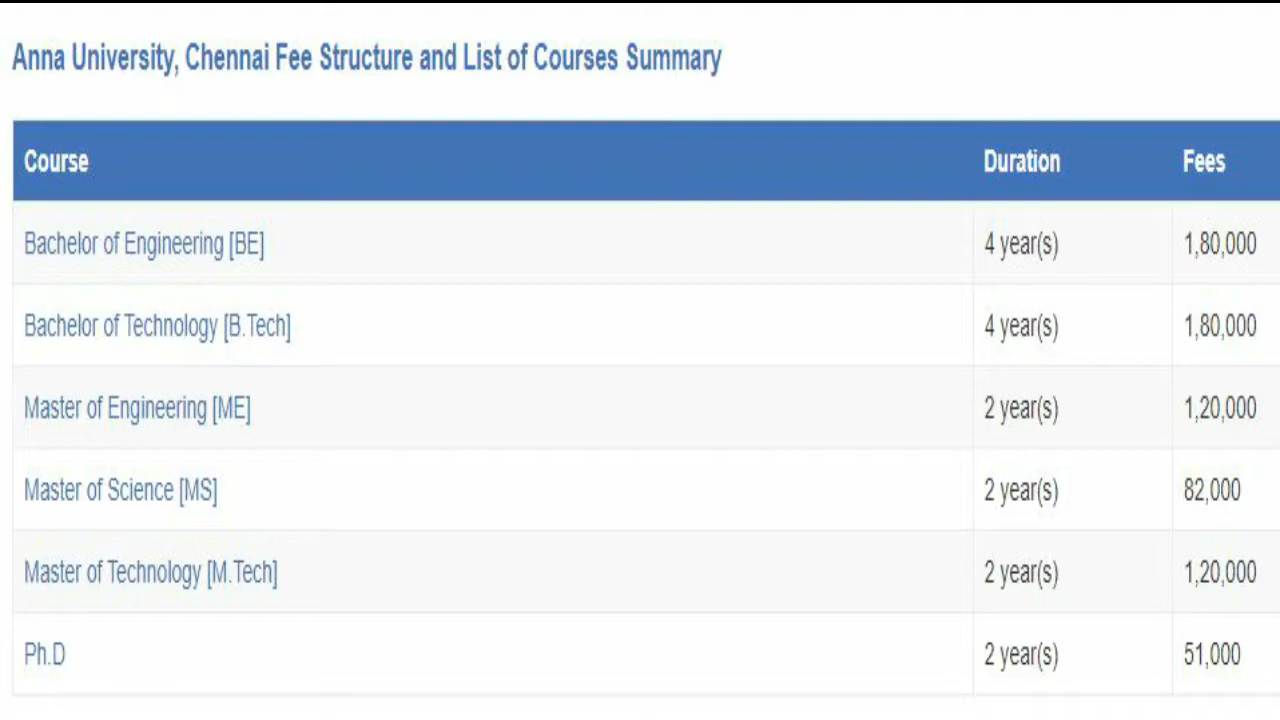 Anna University, Chennai Fee Structure and List of Courses Summary
Course Duration Fees
Bachelor of Engineering [BE] 4 year(s) 1,80,000
Bachelor of Technology [B.Tech] 4 year(s) 1,80,000
Master of Engineering [ME] 2 year(s) 1,20,000
Master of Science [MS] 2 year(s) 82,000
Master of Technology [M.Tech] 2 year(s) 1,20,000
Ph.D 2 year(s) 51,000